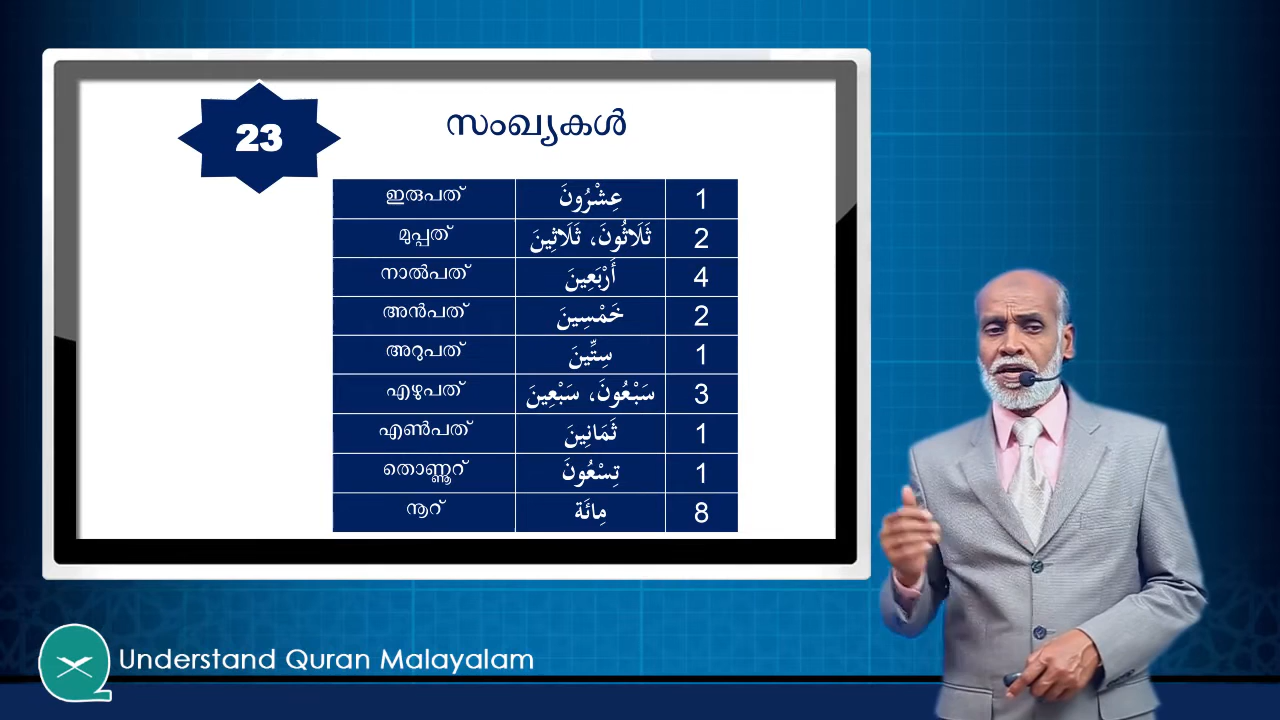 23
സംഖ്യകൾ
ഇരുപത് عِشْرُونَ 1
മുപ്പത് ثَلَاثُونَ، ثَلَاثِينَ 2
നാൽപത് أَرْبَعِينَ 4
അൻപത് خَمْسِينَ 2
അറുപത് سِتِّينَ 1
എഴുപത് سَبْعُونَ، سَبْعِينَ 3
എൺപത് ثَمَانِينَ 1
തൊണ്ണൂറ് تِسْعُونَ 1
നൂറ് مِائَة 8
Understand Quran Malayalam